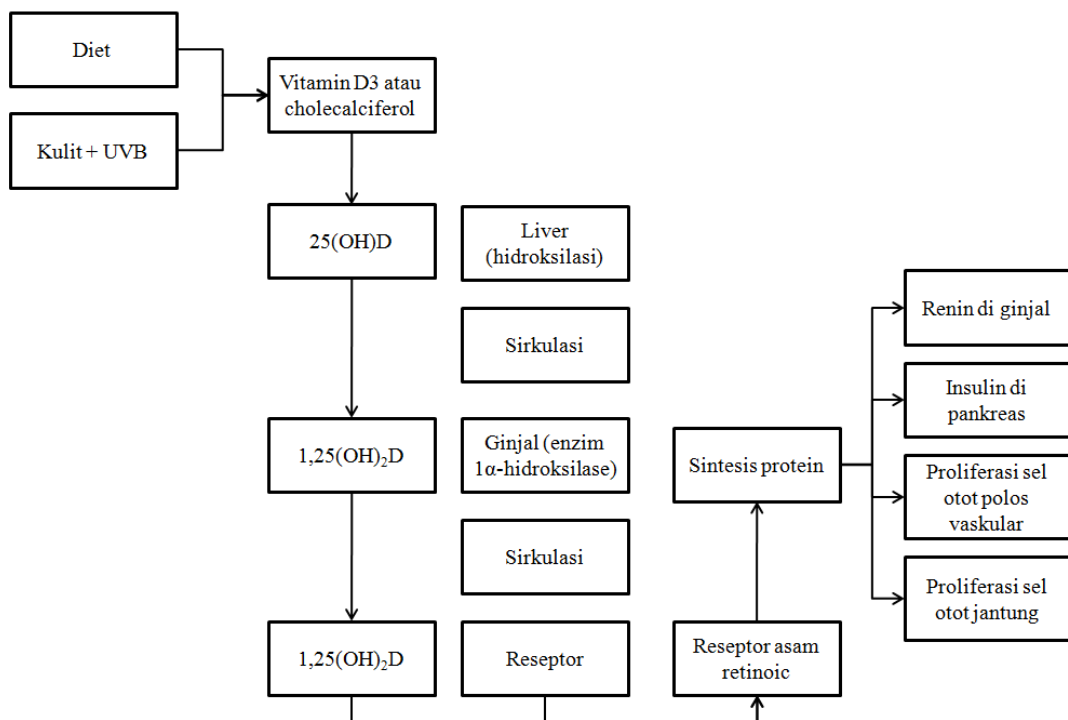 Diet
Kulit + UVB
Vitamin D3 atau
cholecalciferol
25(OH)D
Liver
(hidroksilasi)
Sirkulasi
1,25(OH)₂D
Ginjal (enzim
1α-hidroksilase)
Sirkulasi
1,25(OH)₂D
Reseptor
Reseptor asam
retinoic
Sintesis protein
Renin di ginjal
Insulin di
pankreas
Proliferasi sel
otot polos
vaskular
Proliferasi sel
otot jantung